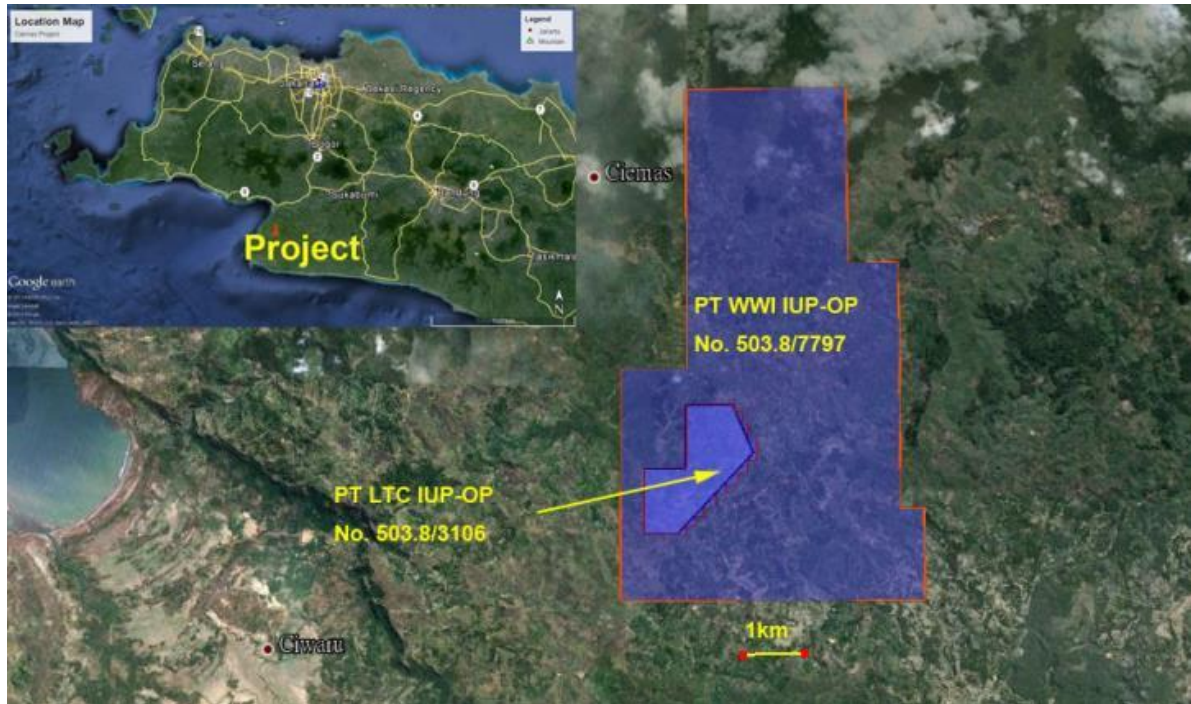 Location Map
Ciemas Project
Legend
Jakarta
Mountain
Bekasi Regency
Bogor
Sukabumi
Bandung
Project
Google earth
N
Ciemas
PT WWI IUP-OP
No. 503.8/7797
PT LTC IUP-OP
No. 503.8/3106
1km
Ciwaru